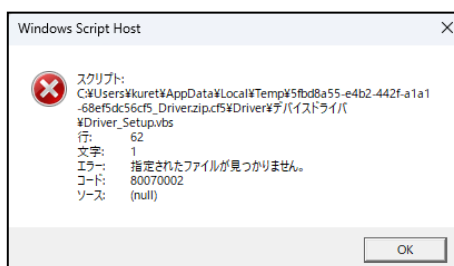 Windows Script Host
スクリプト:
C:¥Users¥kuret¥AppData¥Local¥Temp¥5fbd8a55-e4b2-442f-a1a1
-68ef5dc56cf5_Driver.zip.cf5¥Driver¥デバイスドライバ
¥Driver_Setup.vbs
行: 62
文字: 1
エラー: 指定されたファイルが見つかりません。
コード: 80070002
ソース: (null)
OK